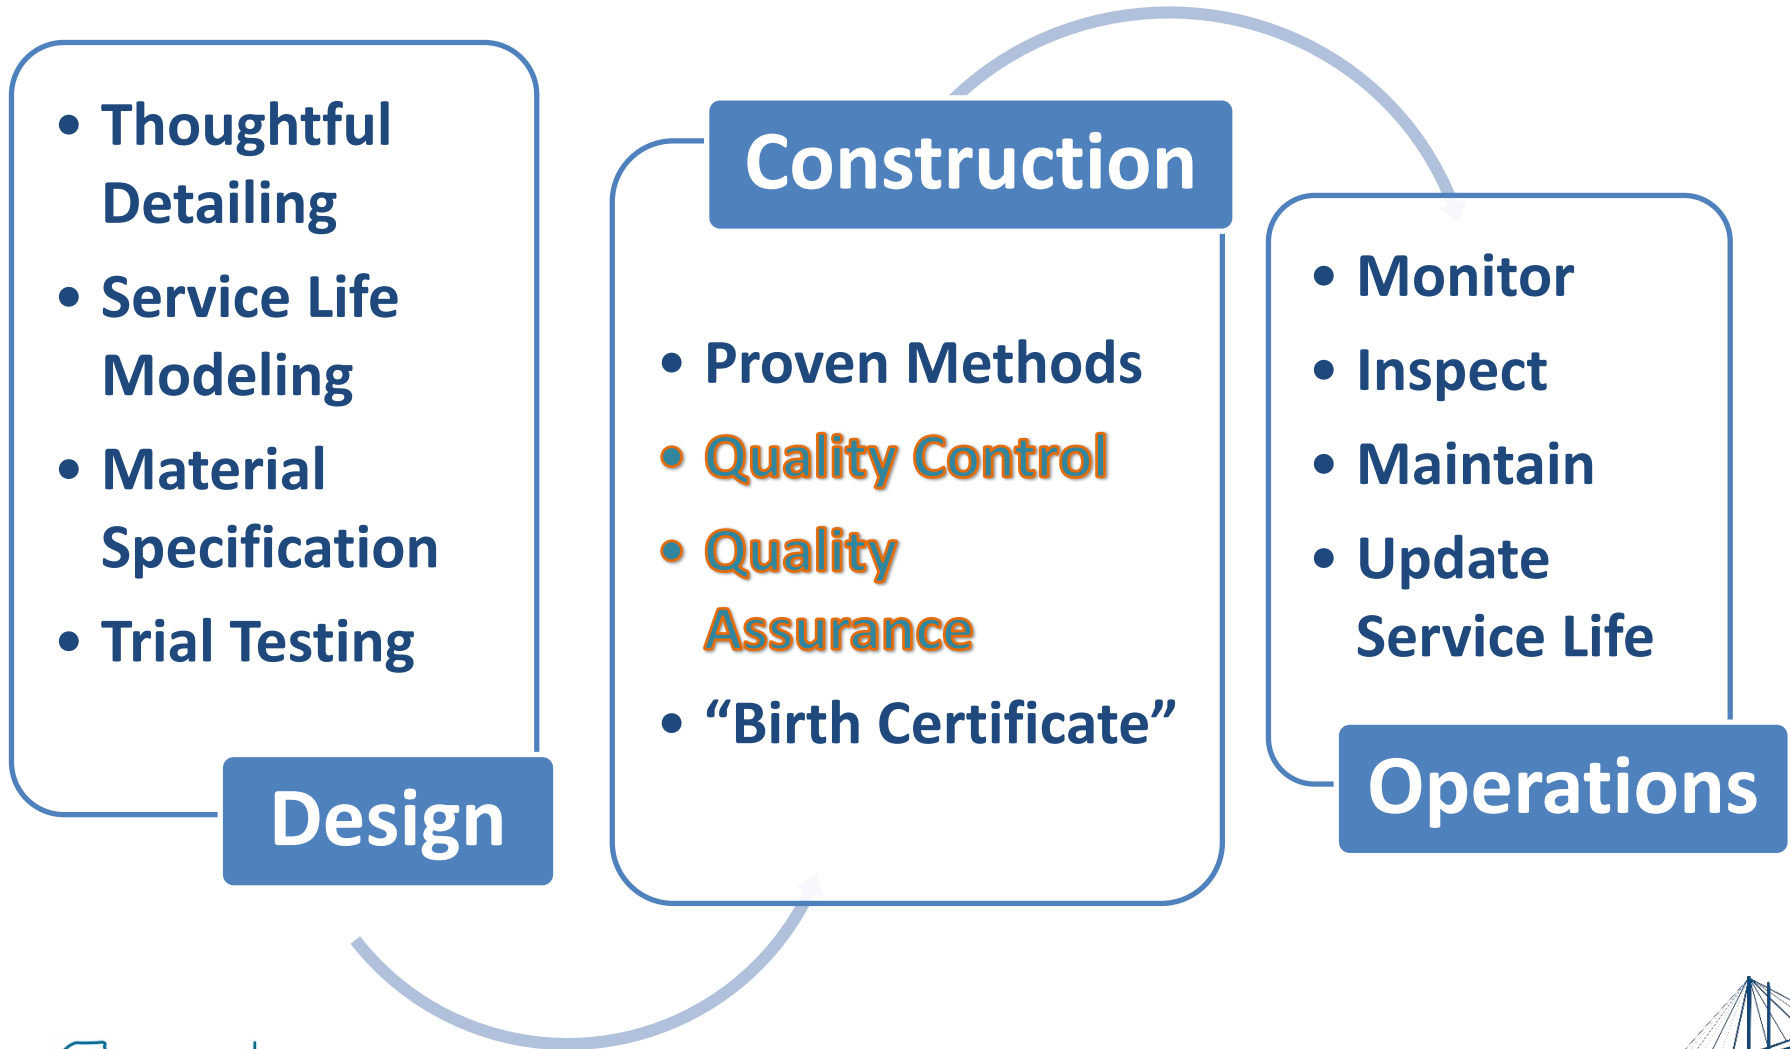 • Thoughtful
Detailing
• Service Life
Modeling
• Material
Specification
• Trial Testing
Design
Construction
• Proven Methods
• Quality Control
• Quality
Assurance
• “Birth Certificate”
• Monitor
• Inspect
• Maintain
• Update
Service Life
Operations